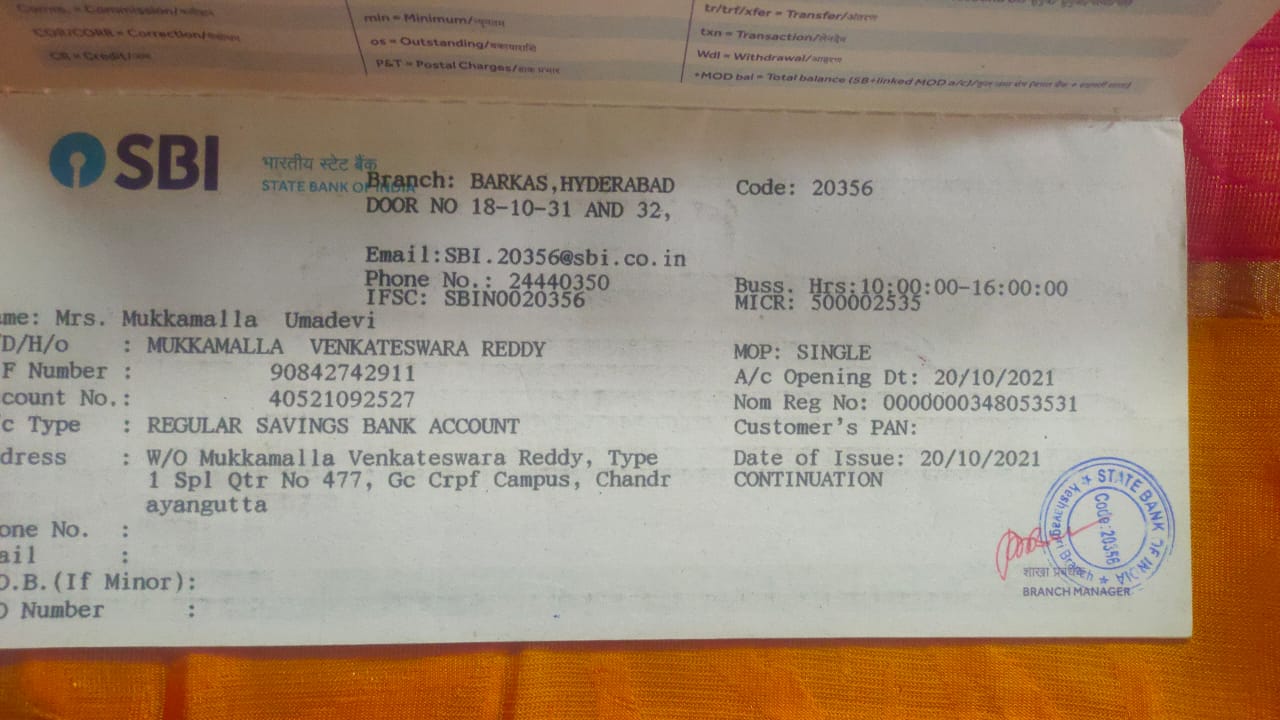 Comms. = Commission/कमीशन
COR/CORR = Correction/
CR = Credit/जमा
min = Minimum/न्यूनतम
os = Outstanding/बकायाराशि
P&T = Postal Charges/डाक प्रभार
tr/trf/xfer = Transfer/अंतरण
txn = Transaction/लेनदेन
Wdl = Withdrawal/आहरण
*MOD bal = Total balance (SB+linked MOD a/c)/
SBI
भारतीय स्टेट बैंक
STATE BANK OF INDIA
Branch: BARKAS,HYDERABAD
Code: 20356
DOOR NO 18-10-31 AND 32,
Email:SBI.20356@sbi.co.in
Phone No.: 24440350
Buss. Hrs:10:00:00-16:00:00
IFSC: SBIN0020356
MICR: 500002535
me: Mrs. Mukkamalla Umadevi
/D/H/o : MUKKAMALLA VENKATESWARA REDDY
MOP: SINGLE
F Number : 90842742911
A/c Opening Dt: 20/10/2021
count No.: 40521092527
Nom Reg No: 0000000348053531
c Type : REGULAR SAVINGS BANK ACCOUNT
Customer's PAN:
dress : W/O Mukkamalla Venkateswara Reddy, Type
Date of Issue: 20/10/2021
1 Spl Qtr No 477, Gc Crpf Campus, Chandr
CONTINUATION
ayangutta
one No. :
ail :
O.B.(If Minor):
O Number :
STATE BANK OF INDIA
Keshavagiri Branch
Code:20356
शाखा प्रबंधक
BRANCH MANAGER